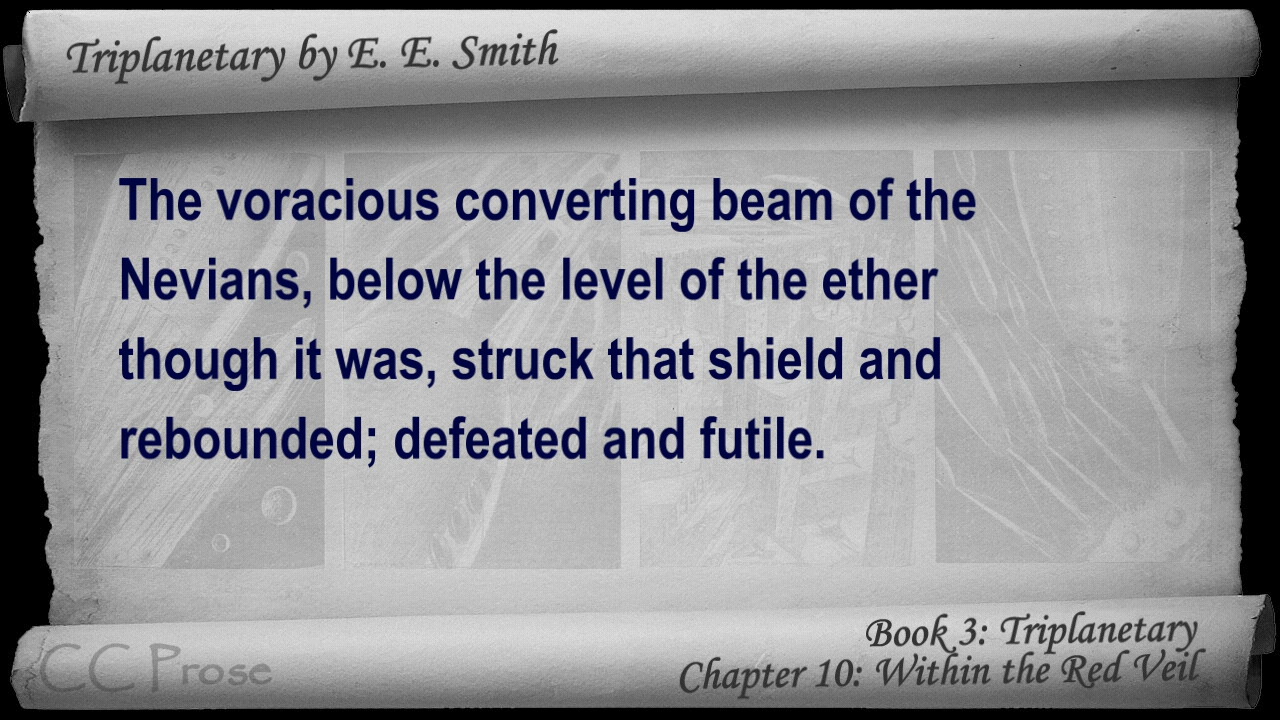 Triplanetary by E. E. Smith
The voracious converting beam of the
Nevians, below the level of the ether
though it was, struck that shield and
rebounded; defeated and futile.
Book 3: Triplanetary
Chapter 10: Within the Red Veil
CC Prose